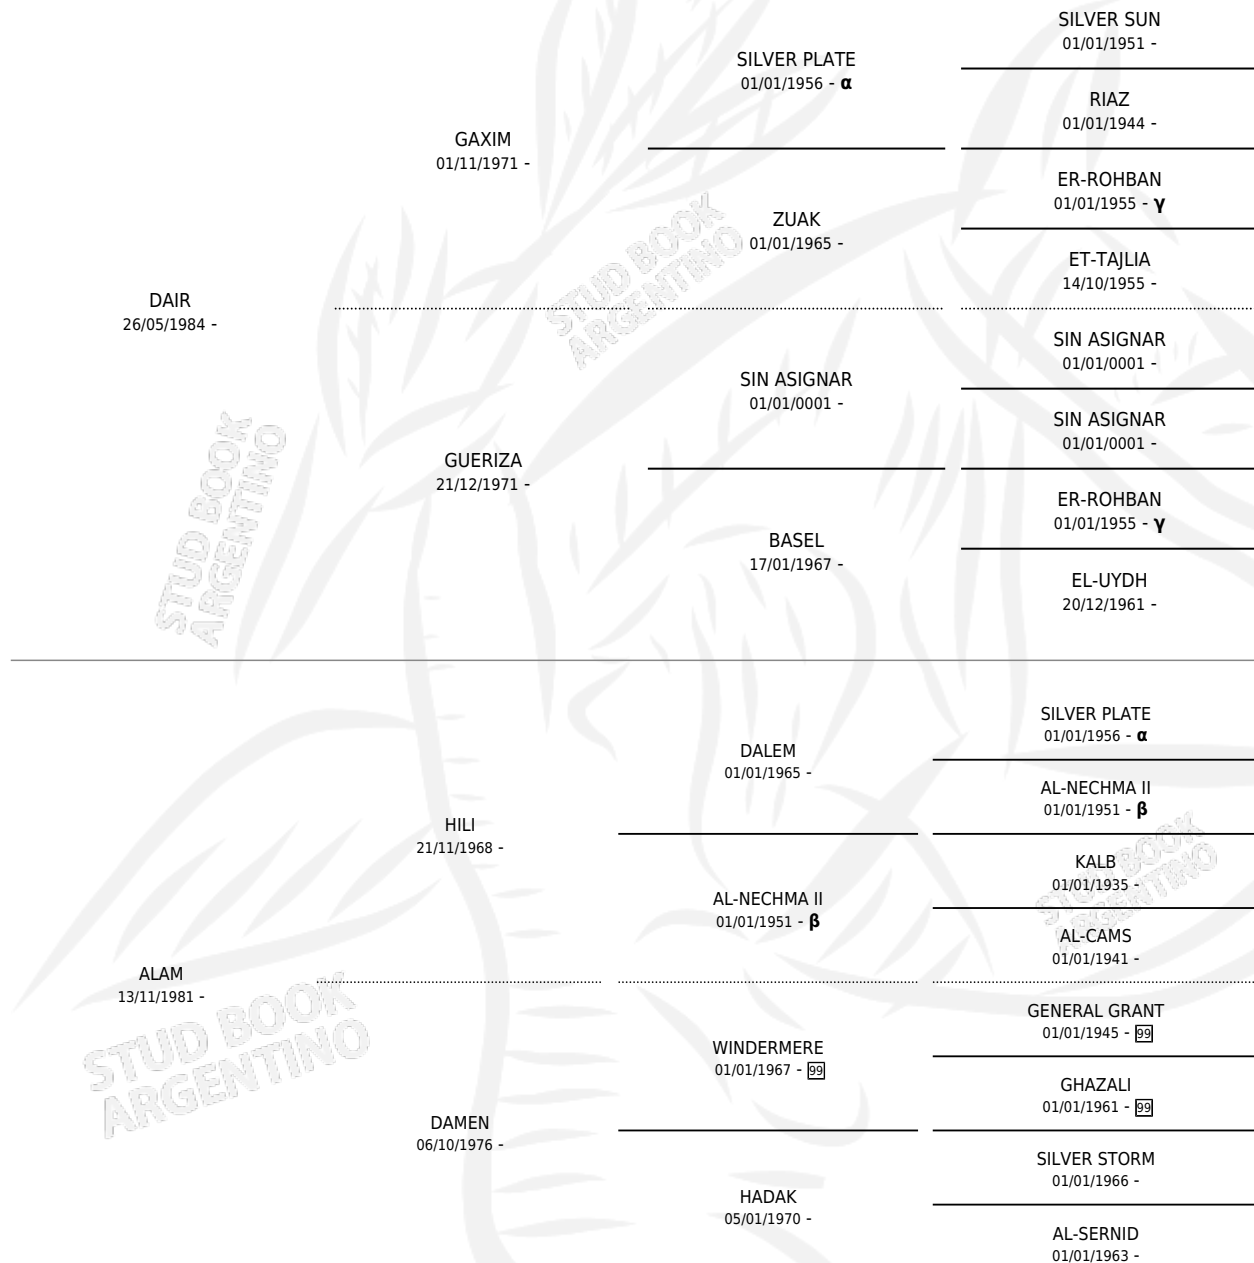 SILVER SUN
01/01/1951 -
SILVER PLATE
01/01/1956 - α
RIAZ
01/01/1944 -
GAXIM
01/11/1971 -
ER-ROHBAN
01/01/1955 - γ
ZUAK
01/01/1965 -
ET-TAJLIA
14/10/1955 -
DAIR
26/05/1984 -
STUD BOOK
ARGENTINO
SIN ASIGNAR
01/01/0001 -
SIN ASIGNAR
01/01/0001 -
SIN ASIGNAR
01/01/0001 -
GUERIZA
21/12/1971 -
STUD BOOK
ARGENTINO
ER-ROHBAN
01/01/1955 - γ
BASEL
17/01/1967 -
EL-UYDH
20/12/1961 -
SILVER PLATE
01/01/1956 - α
DALEM
01/01/1965 -
AL-NECHMA II
01/01/1951 - β
HILI
21/11/1968 -
KALB
01/01/1935 -
STUD BOOK
ARGENTINO
AL-NECHMA II
01/01/1951 - β
AL-CAMS
01/01/1941 -
ALAM
13/11/1981 -
STUD BOOK
ARGENTINO
GENERAL GRANT
01/01/1945 - 99
WINDERMERE
01/01/1967 - 99
GHAZALI
01/01/1961 - 99
DAMEN
06/10/1976 -
SILVER STORM
01/01/1966 -
HADAK
05/01/1970 -
AL-SERNID
01/01/1963 -